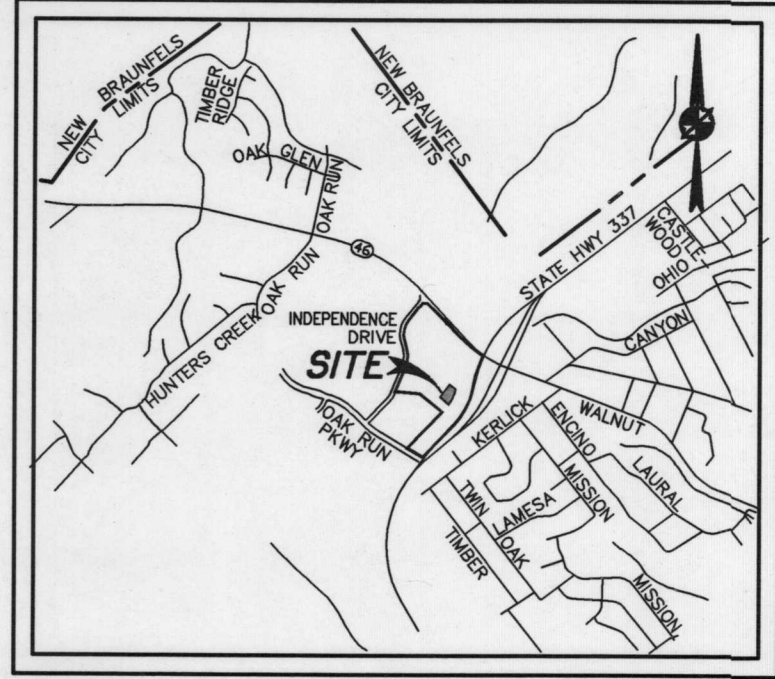 NEW BRAUNFELS
CITY LIMITS
TIMBER
RIDGE
OAK GLEN
OAK RUN
NEW BRAUNFELS
CITY LIMITS
46
OAK RUN
HUNTERS CREEK
STATE HWY 337
CASTLE
WOOD
OHIO
CANYON
INDEPENDENCE
DRIVE
SITE
OAK RUN
PKWY
KERLICK
WALNUT
ENCINO
LAURAL
MISSION
LAMESA
TWIN
OAK
TIMBER
MISSION